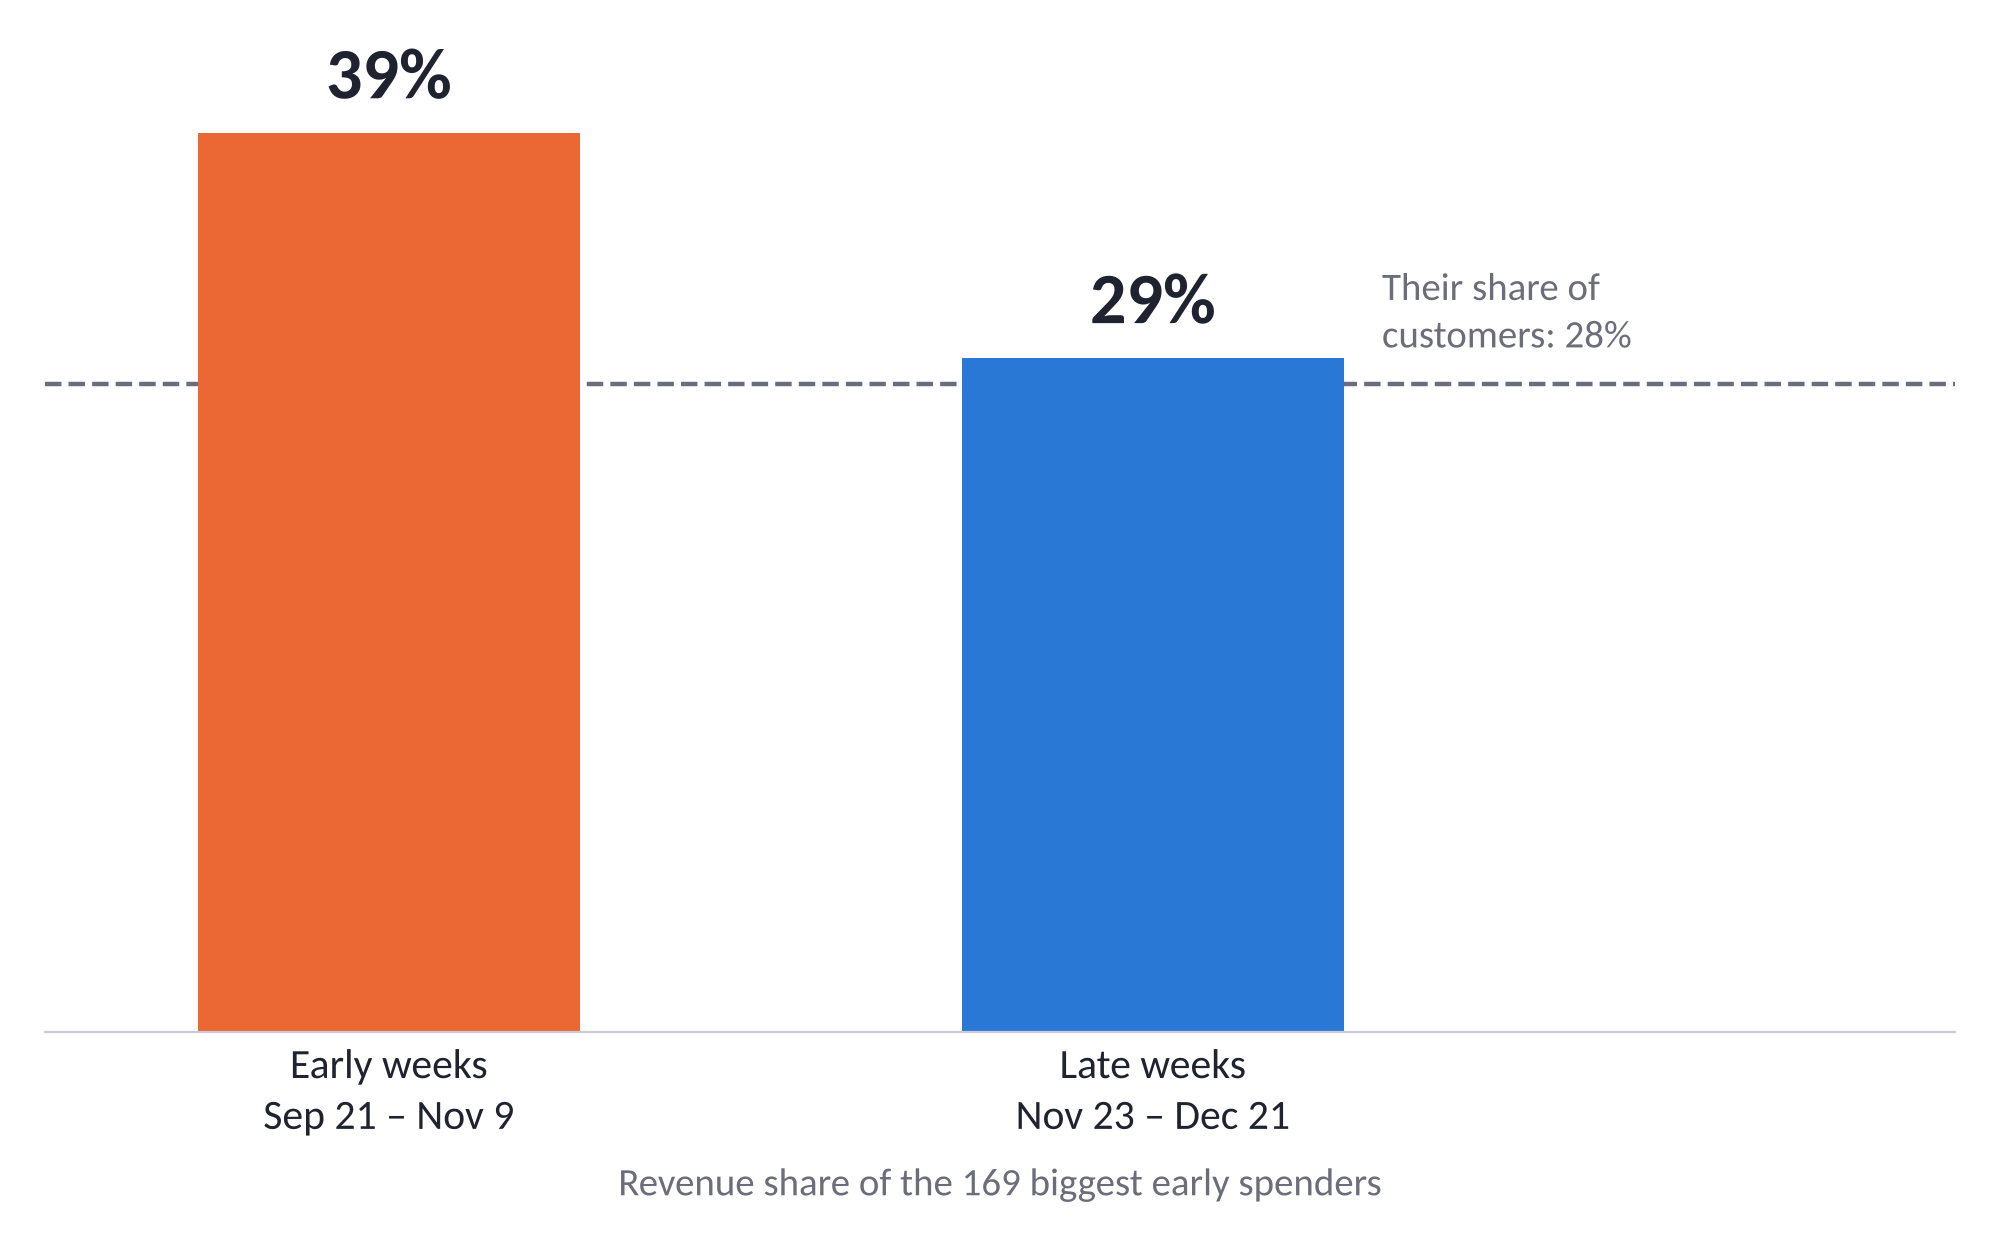 39%
29%
Their share of
customers: 28%
Early weeks
Sep 21 – Nov 9
Late weeks
Nov 23 – Dec 21
Revenue share of the 169 biggest early spenders